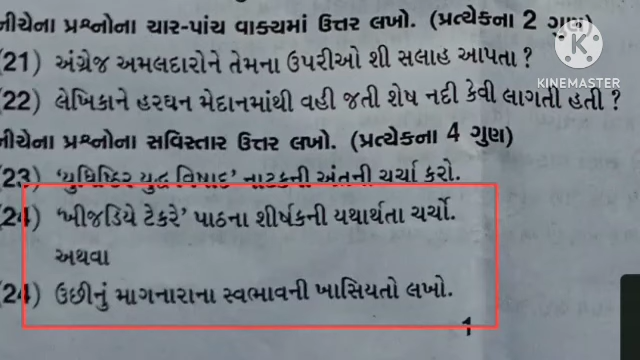 નીચેના પ્રશ્નોના ચાર-પાંચ વાક્યમાં ઉત્તર લખો. (પ્રત્યેકના 2 ગુણ)
(21) અંગ્રેજ અમલદારોને તેમના ઉપરીઓ શી સલાહ આપતા ?
(22) લેખિકાને હરઘન મેદાનમાંથી વહી જતી શેષ નદી કેવી લાગતી હતી ?
નીચેના પ્રશ્નોના સવિસ્તાર ઉત્તર લખો. (પ્રત્યેકના 4 ગુણ)
(23) ‘યુધિષ્ઠિર યુદ્ધ વિષાદ’ નાટકની અંતની ચર્ચા કરો.
(24) ‘ખીજડિયે ટેકરે’ પાઠના શીર્ષકની યથાર્થતા ચર્ચો.
અથવા
(24) ઉછીનું માગનારાના સ્વભાવની ખાસિયતો લખો.
1
KINEMASTER